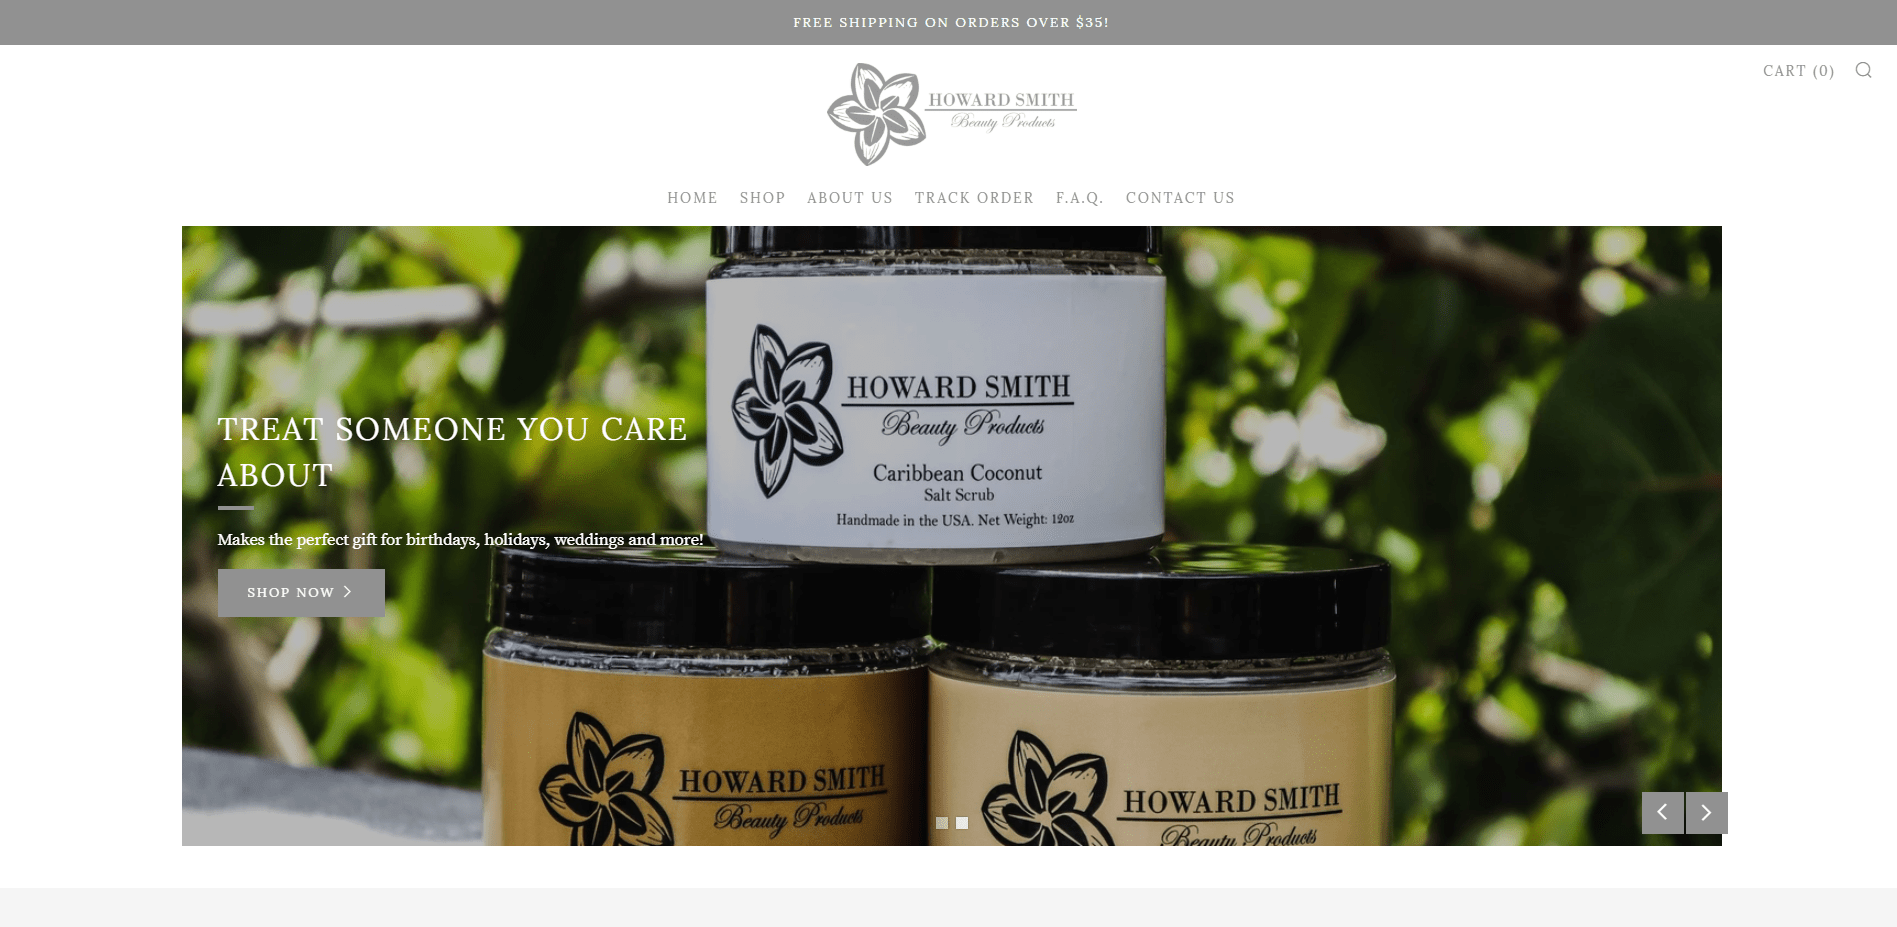 FREE SHIPPING ON ORDERS OVER $35!
CART (0)
HOWARD SMITH
Beauty Products
HOME SHOP ABOUT US TRACK ORDER F.A.Q. CONTACT US
HOWARD SMITH
Beauty Products
Caribbean Coconut
Salt Scrub
Handmade in the USA. Net Weight: 12oz
TREAT SOMEONE YOU CARE
ABOUT
Makes the perfect gift for birthdays, holidays, weddings and more!
SHOP NOW
HOWARD SMITH
Beauty Products
HOWARD SMITH
Beauty Products